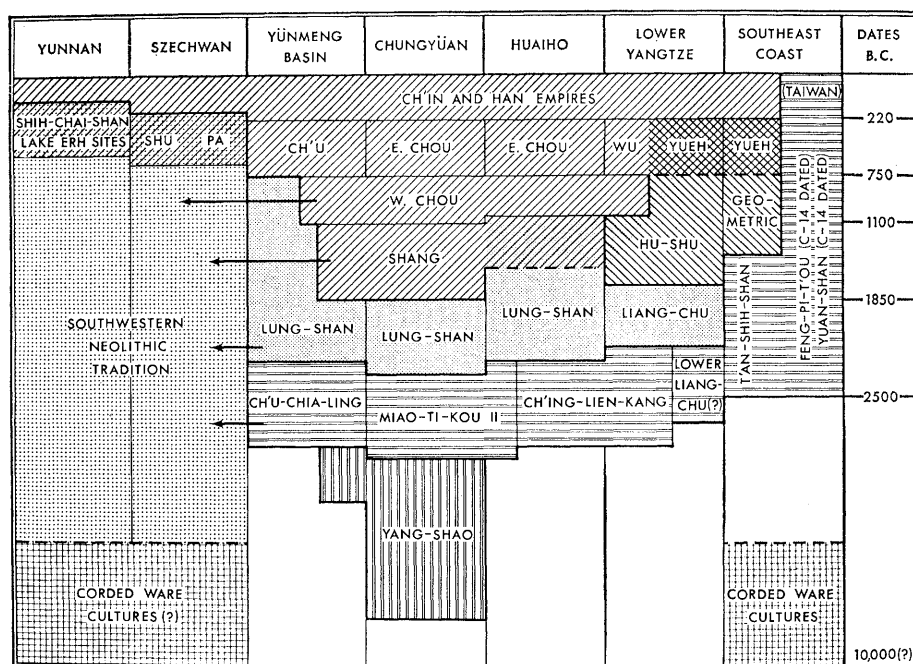 YUNNAN
SZECHWAN
YÜNMENG
BASIN
CHUNGYÜAN
HUAIHO
LOWER
YANGTZE
SOUTHEAST
COAST
DATES
B.C.
CH'IN AND HAN EMPIRES
(TAIWAN)
SHIH-CHAI-SHAN
LAKE ERH SITES
SHU
PA
CH'U
E. CHOU
E. CHOU
WU
YUEH
YUEH
220
750
W. CHOU
GEO-
METRIC
1100
SHANG
HU-SHU
1850
SOUTHWESTERN
NEOLITHIC
TRADITION
LUNG-SHAN
LUNG-SHAN
LUNG-SHAN
LIANG-CHU
T'AN-SHIH-SHAN
FENG-PI-T'OU (C-14 DATED)
YUAN-SHAN (C-14 DATED)
CH'U-CHIA-LING
MIAO-TI-KOU II
CH'ING-LIEN-KANG
LOWER
LIANG-
CHU(?)
2500
YANG-SHAO
CORDED WARE
CULTURES (?)
CORDED WARE
CULTURES
10,000(?)